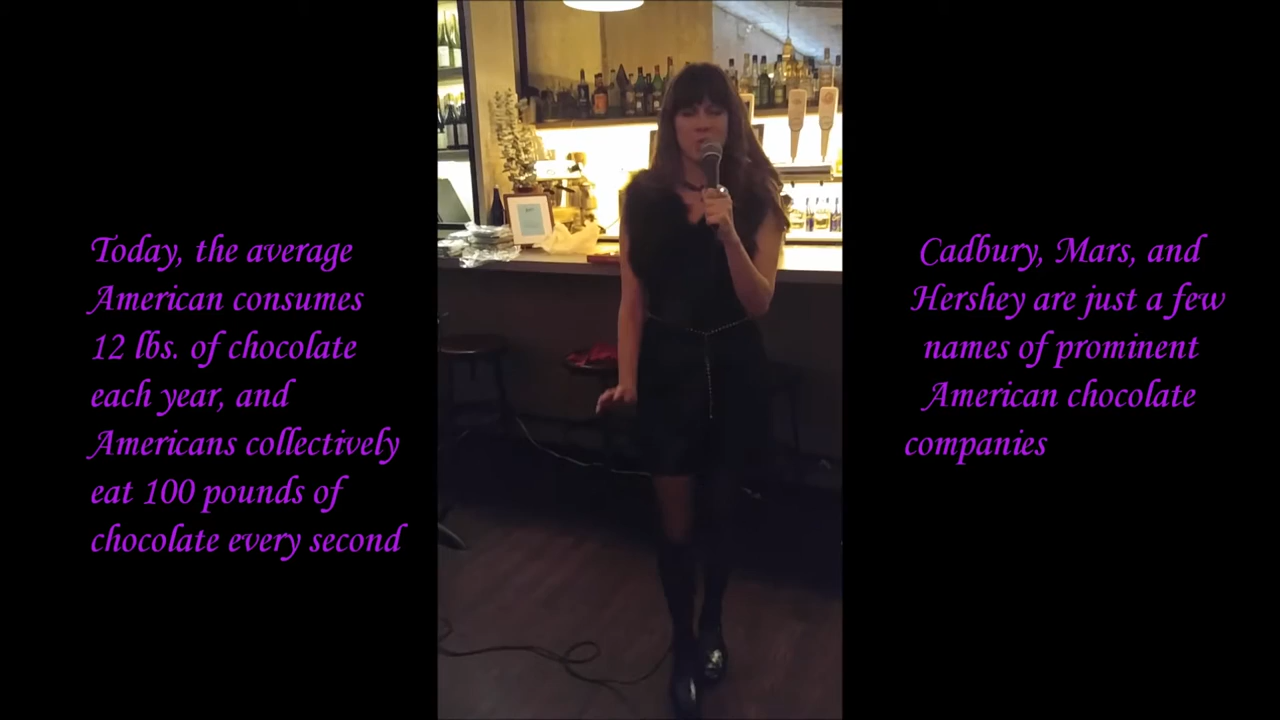 Today, the average
American consumes
12 lbs. of chocolate
each year, and
Americans collectively
eat 100 pounds of
chocolate every second
Cadbury, Mars, and
Hershey are just a few
names of prominent
American chocolate
companies